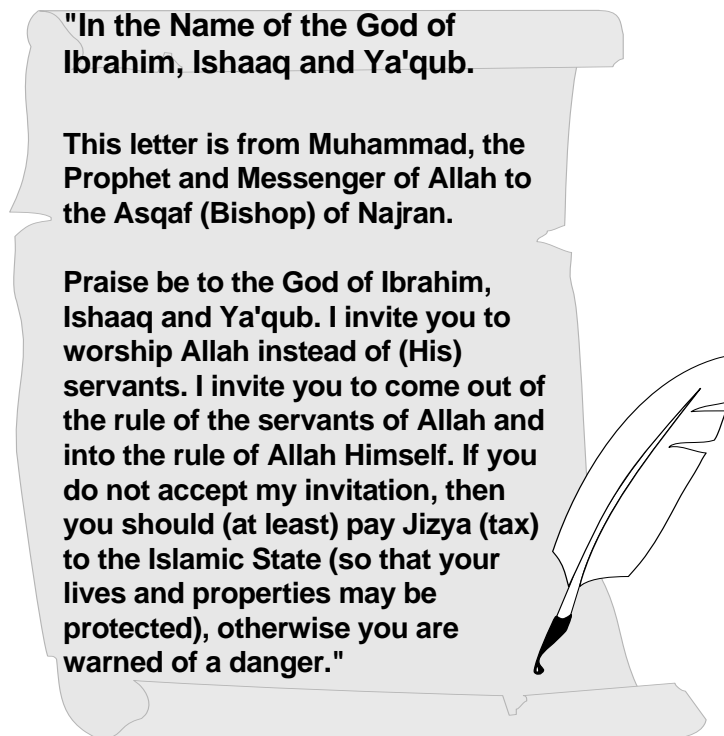 "In the Name of the God of
Ibrahim, Ishaaq and Ya'qub.
This letter is from Muhammad, the
Prophet and Messenger of Allah to
the Asqaf (Bishop) of Najran.
Praise be to the God of Ibrahim,
Ishaaq and Ya'qub. I invite you to
worship Allah instead of (His)
servants. I invite you to come out of
the rule of the servants of Allah and
into the rule of Allah Himself. If you
do not accept my invitation, then
you should (at least) pay Jizya (tax)
to the Islamic State (so that your
lives and properties may be
protected), otherwise you are
warned of a danger."